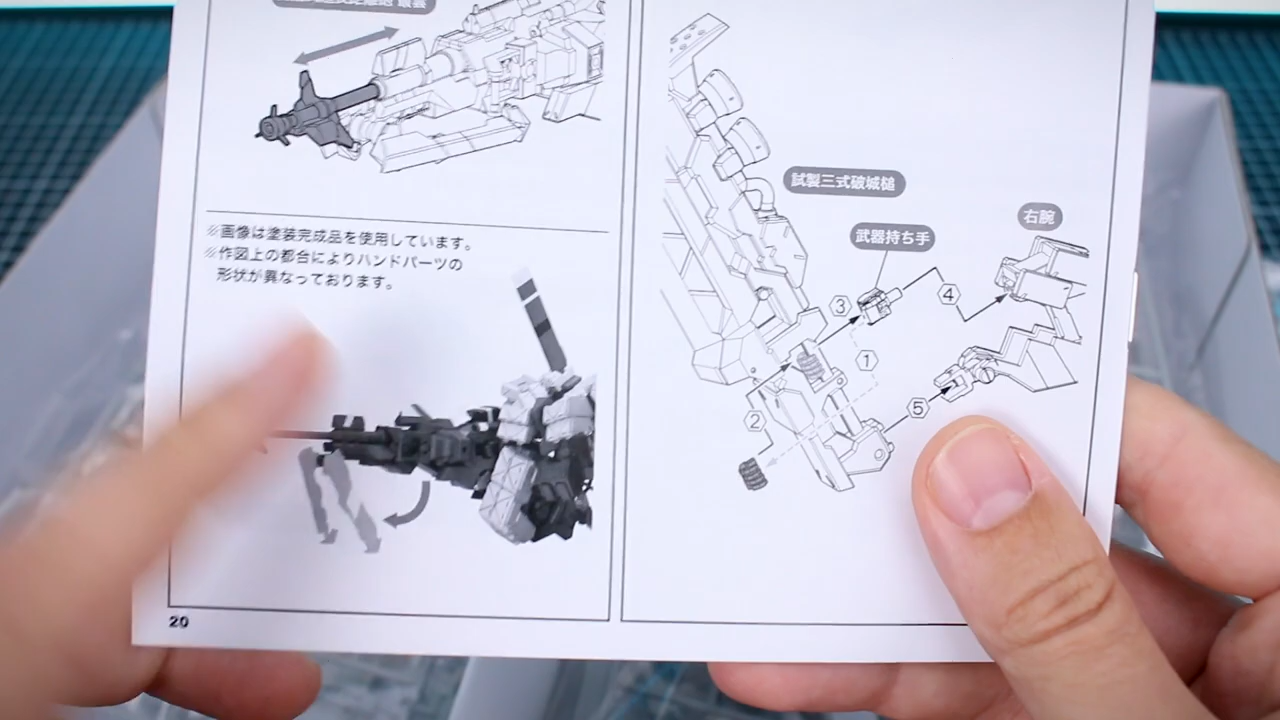 ※画像は塗装完成品を使用しています。
※作図上の都合によりハンドパーツの
形状が異なっております。
20
試製三式破城槌
武器持ち手
右腕
3
4
1
2
5